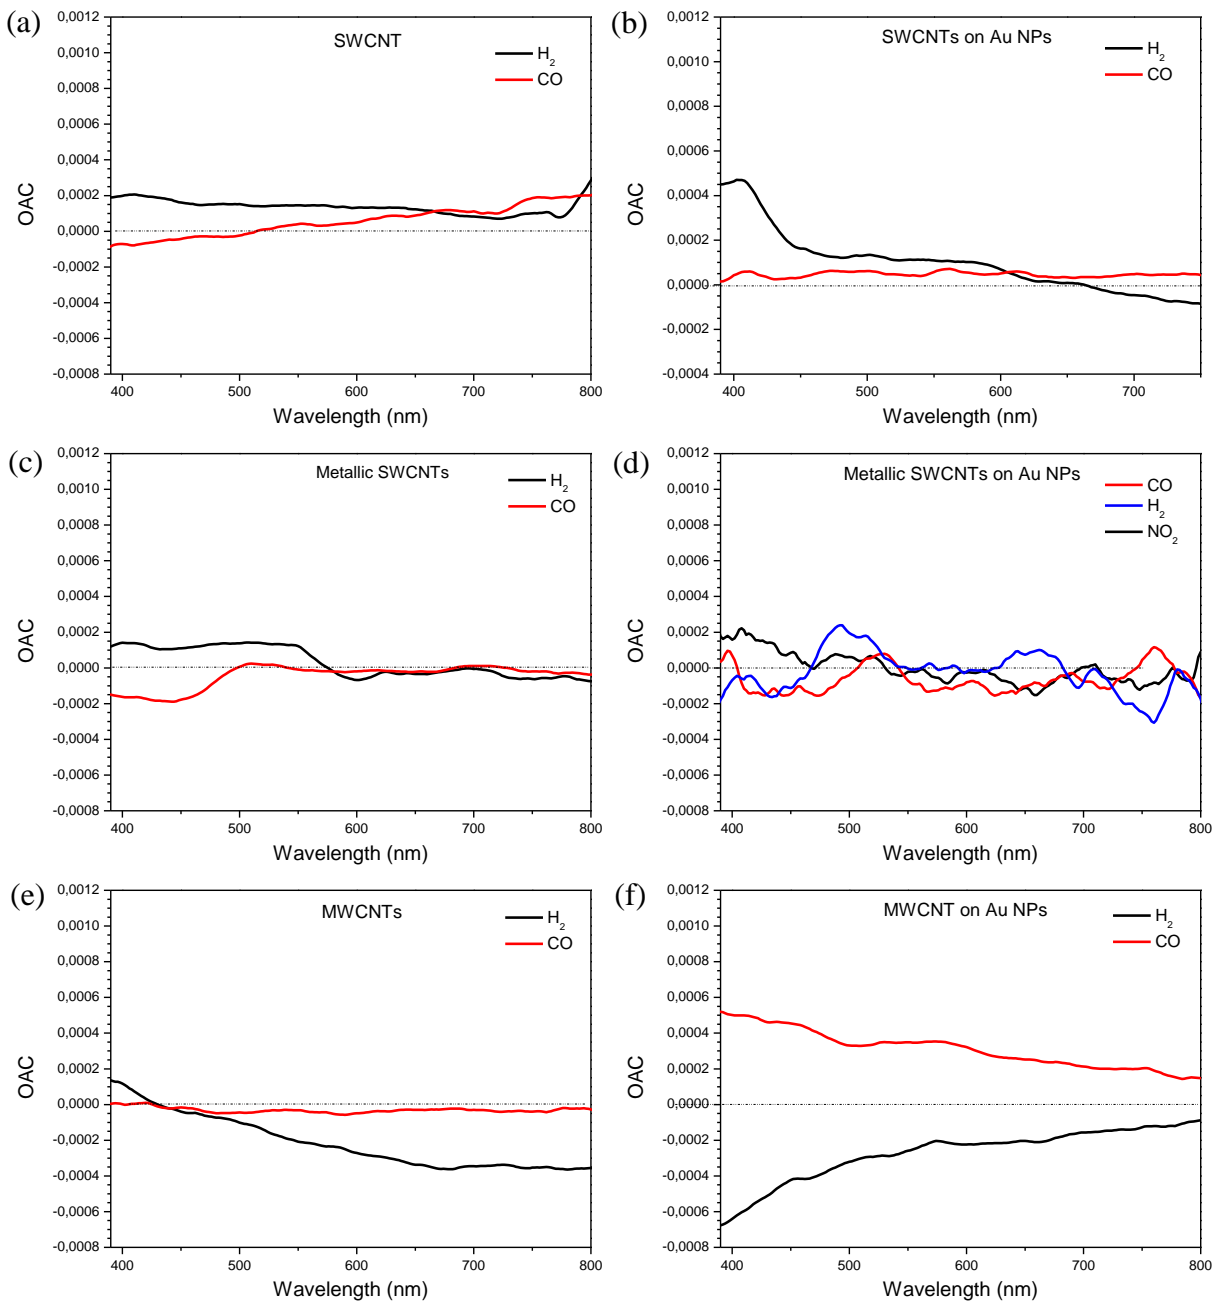 (a)
SWCNT
H2
CO
0,0012
0,0010
0,0008
0,0006
0,0004
0,0002
0,0000
-0,0002
-0,0004
-0,0006
-0,0008
OAC
400 500 600 700 800
Wavelength (nm)
(b)
SWCNTs on Au NPs
H2
CO
0,0012
0,0010
0,0008
0,0006
0,0004
0,0002
0,0000
-0,0002
-0,0004
OAC
400 500 600 700
Wavelength (nm)
(c)
Metallic SWCNTs
H2
CO
0,0012
0,0010
0,0008
0,0006
0,0004
0,0002
0,0000
-0,0002
-0,0004
-0,0006
-0,0008
OAC
400 500 600 700 800
Wavelength (nm)
(d)
Metallic SWCNTs on Au NPs
CO
H2
NO2
0,0012
0,0010
0,0008
0,0006
0,0004
0,0002
0,0000
-0,0002
-0,0004
-0,0006
-0,0008
OAC
400 500 600 700 800
Wavelength (nm)
(e)
MWCNTs
H2
CO
0,0012
0,0010
0,0008
0,0006
0,0004
0,0002
0,0000
-0,0002
-0,0004
-0,0006
-0,0008
OAC
400 500 600 700 800
Wavelength (nm)
(f)
MWCNT on Au NPs
H2
CO
0,0012
0,0010
0,0008
0,0006
0,0004
0,0002
0,0000
-0,0002
-0,0004
-0,0006
-0,0008
OAC
400 500 600 700 800
Wavelength (nm)